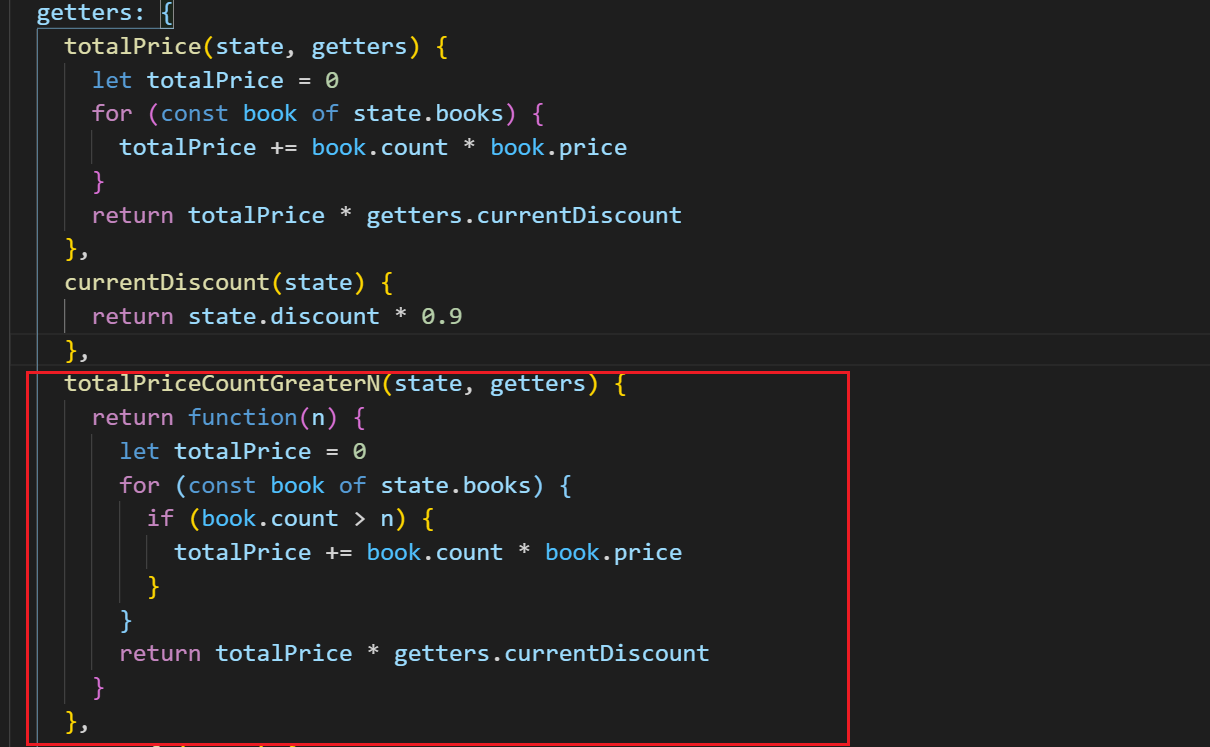 getters: {
totalPrice(state, getters) {
let totalPrice = 0
for (const book of state.books) {
totalPrice += book.count * book.price
}
return totalPrice * getters.currentDiscount
},
currentDiscount(state) {
return state.discount * 0.9
},
totalPriceCountGreaterN(state, getters) {
return function(n) {
let totalPrice = 0
for (const book of state.books) {
if (book.count > n) {
totalPrice += book.count * book.price
}
}
return totalPrice * getters.currentDiscount
}
},